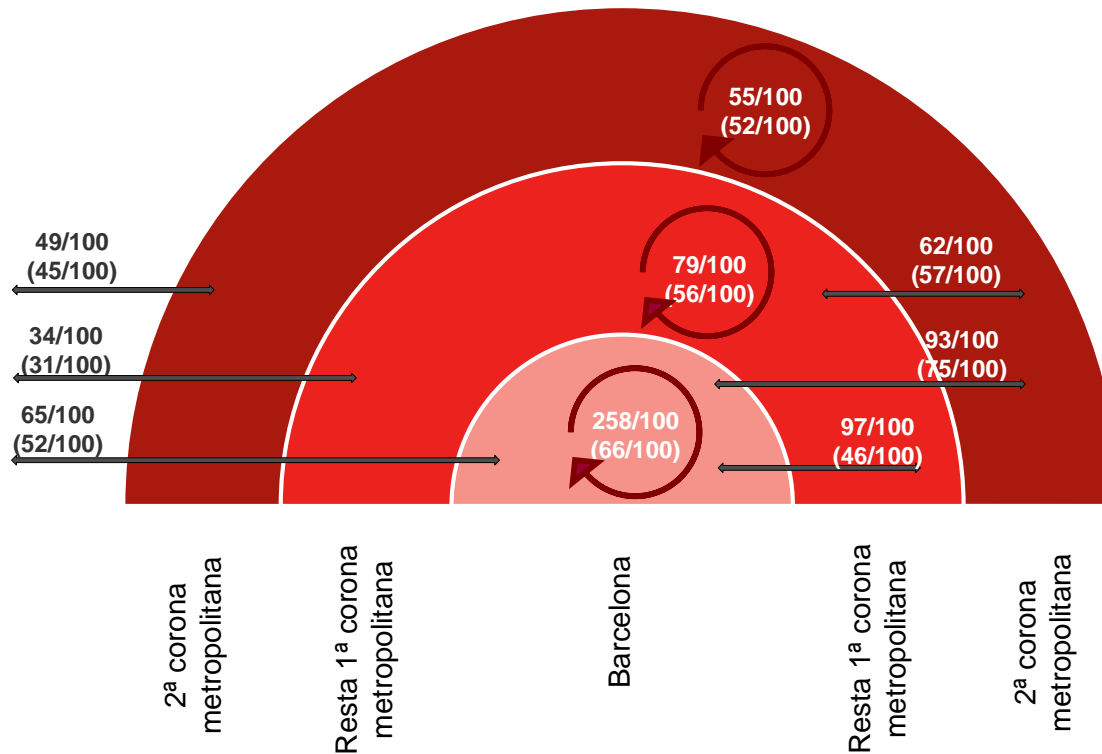 55/100
(52/100)
49/100
(45/100)
79/100
(56/100)
62/100
(57/100)
34/100
(31/100)
93/100
(75/100)
65/100
(52/100)
258/100
(66/100)
97/100
(46/100)
2ª corona
metropolitana
Resta 1ª corona
metropolitana
Barcelona
Resta 1ª corona
metropolitana
2ª corona
metropolitana